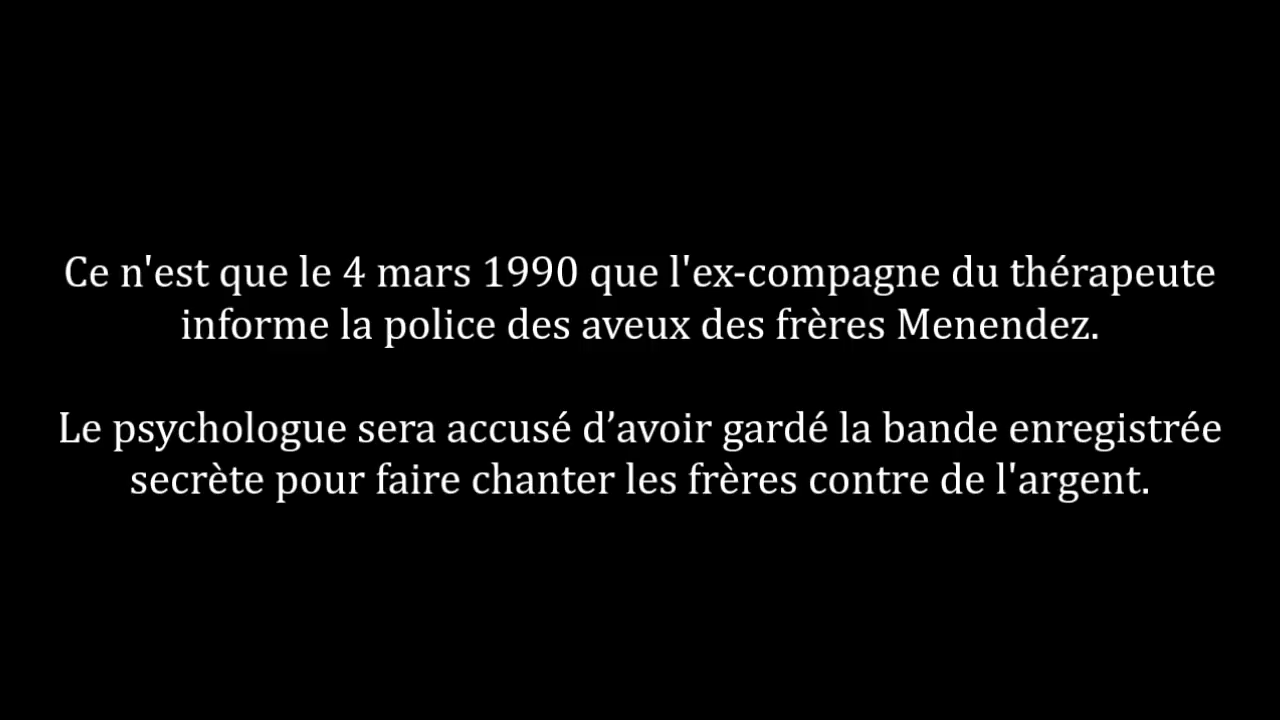 Ce n'est que le 4 mars 1990 que l'ex-compagne du thérapeute
informe la police des aveux des frères Menendez.
Le psychologue sera accusé d’avoir gardé la bande enregistrée
secrète pour faire chanter les frères contre de l'argent.